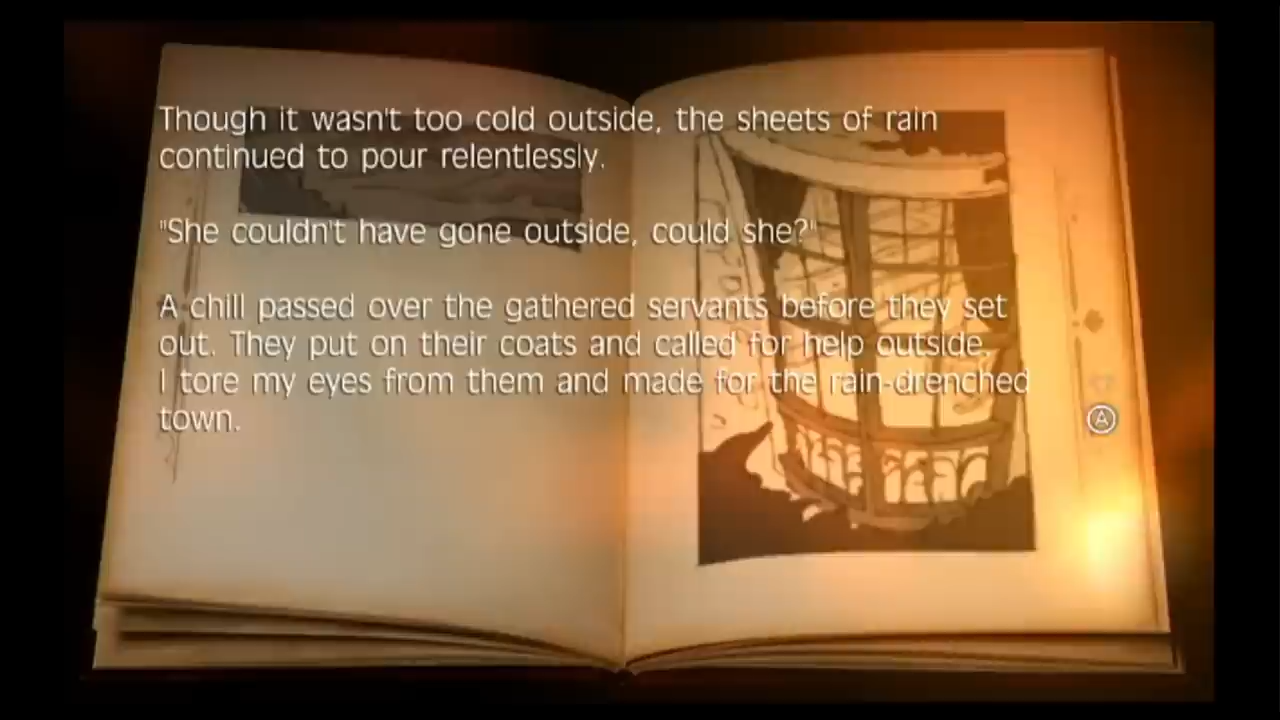 Though it wasn't too cold outside, the sheets of rain
continued to pour relentlessly.
"She couldn't have gone outside, could she?"
A chill passed over the gathered servants before they set
out. They put on their coats and called for help outside.
I tore my eyes from them and made for the rain-drenched
town.
A